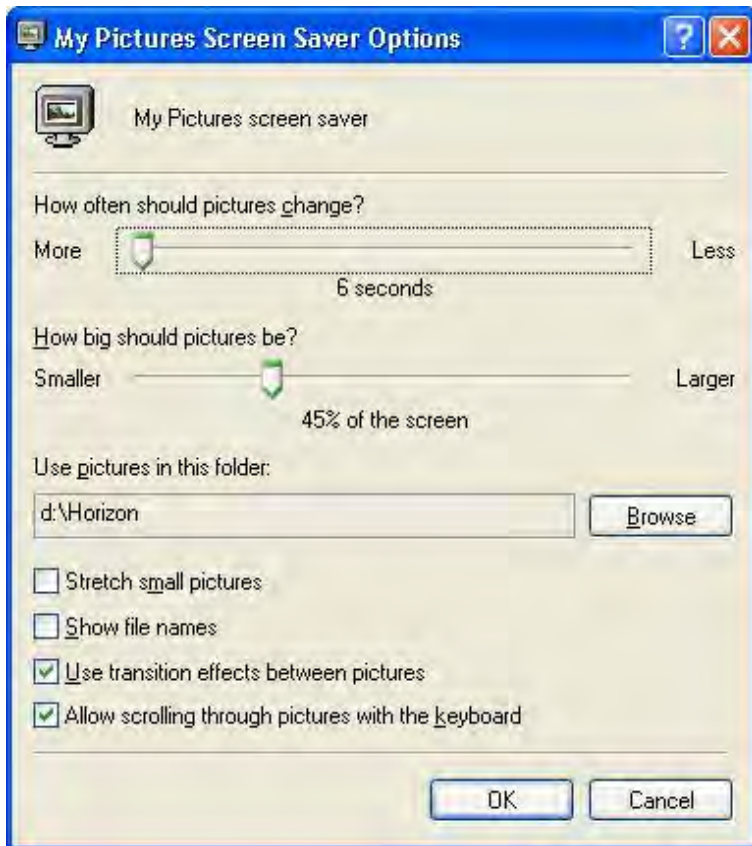 My Pictures Screen Saver Options
My Pictures screen saver
How often should pictures change?
More Less
6 seconds
How big should pictures be?
Smaller Larger
45% of the screen
Use pictures in this folder:
d:\Horizon Browse
Stretch small pictures
Show file names
Use transition effects between pictures
Allow scrolling through pictures with the keyboard
OK Cancel